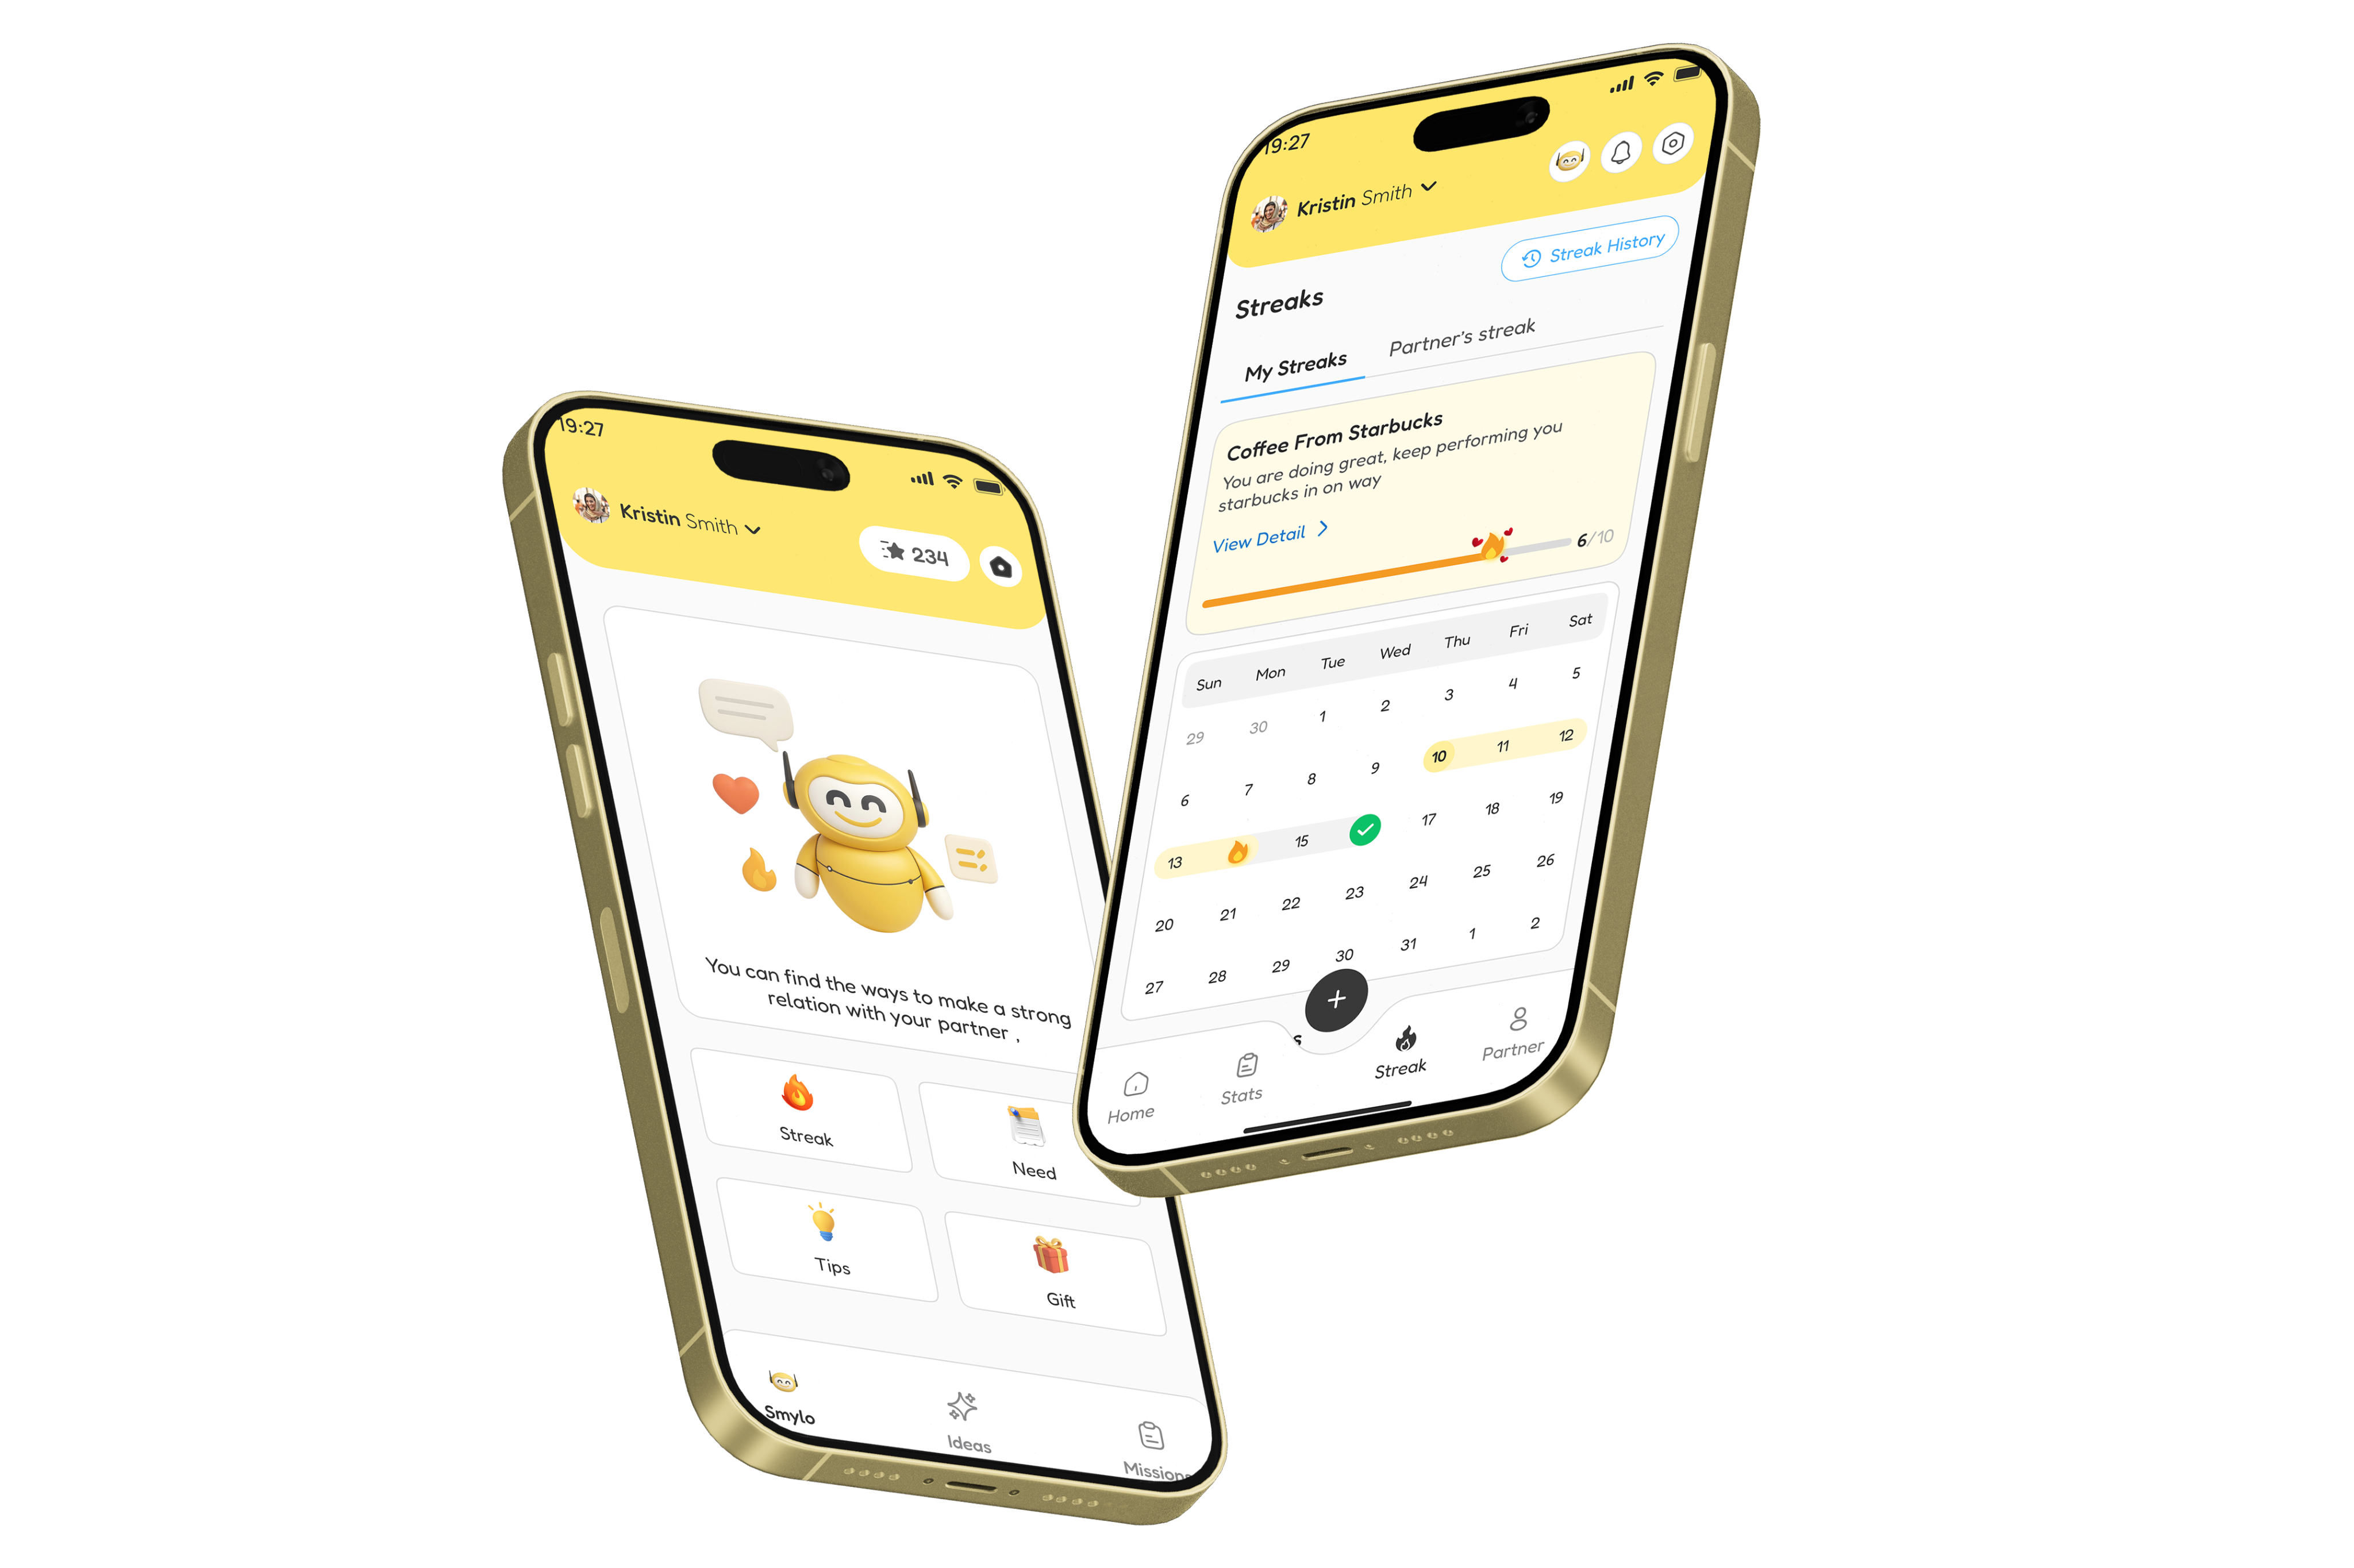 19:27
Kristin Smith
234
You can find the ways to make a strong
relation with your partner ,
Streak
Need
Tips
Gift
Smylo
Ideas
Missions
19:27
Kristin Smith
Streak History
Streaks
My Streaks
Partner's streak
Coffee From Starbucks
You are doing great, keep performing you
starbucks in on way
View Detail
6/10
Sun Mon Tue Wed Thu Fri Sat
29 30 1 2 3 4 5
6 7 8 9 10 11 12
13 15 17 18 19
20 21 22 23 24 25 26
27 28 29 30 31 1 2
s
Home
Stats
Streak
Partner